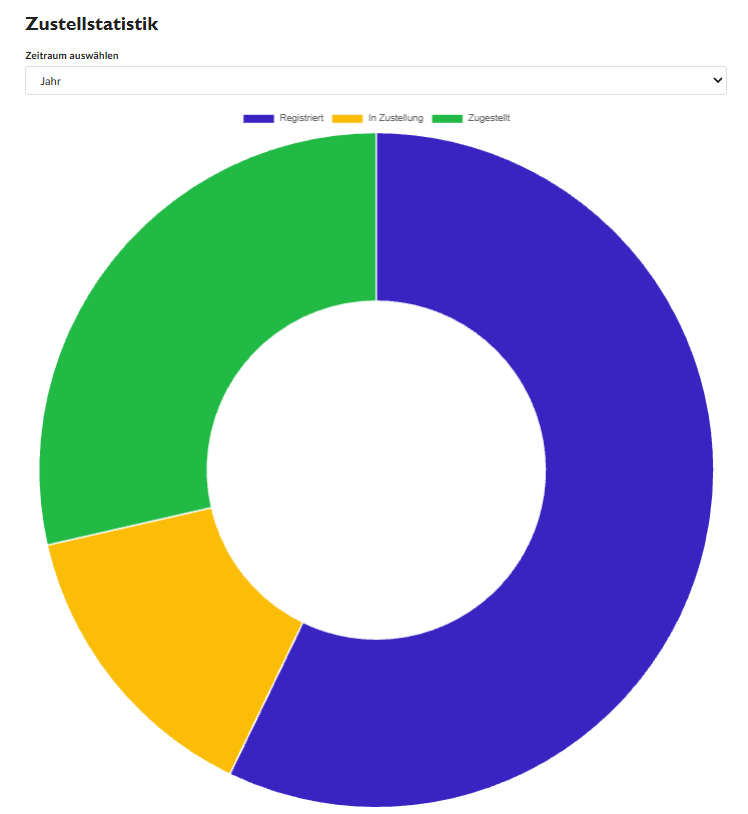 Zustellstatistik
Zeitraum auswählen
Jahr
Registriert In Zustellung Zugestellt